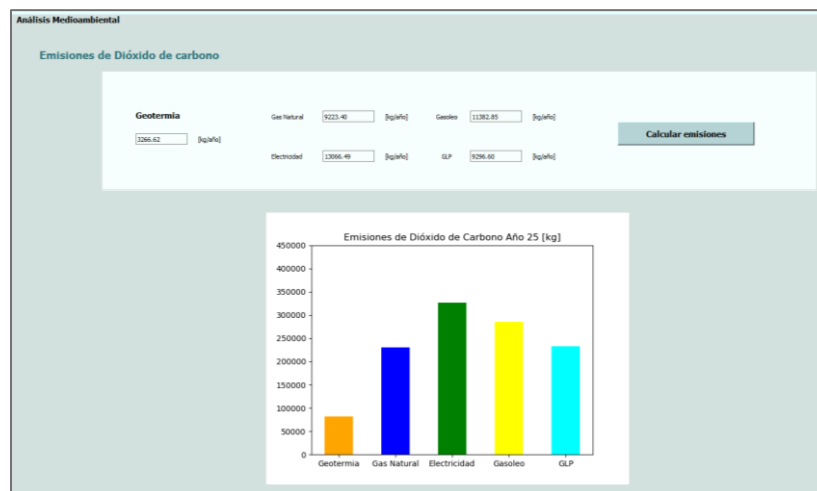 Análisis Medioambiental
Emisiones de Dióxido de carbono
Geotermia
3266.62 [kg/año]
Gas Natural 9223.40 [kg/año] Gasoleo 11382.85 [kg/año]
Electricidad 13066.49 [kg/año] GLP 9296.60 [kg/año]
Calcular emisiones
Emisiones de Dióxido de Carbono Año 25 [kg]
450000
400000
350000
300000
250000
200000
150000
100000
50000
0
Geotermia Gas Natural Electricidad Gasoleo GLP